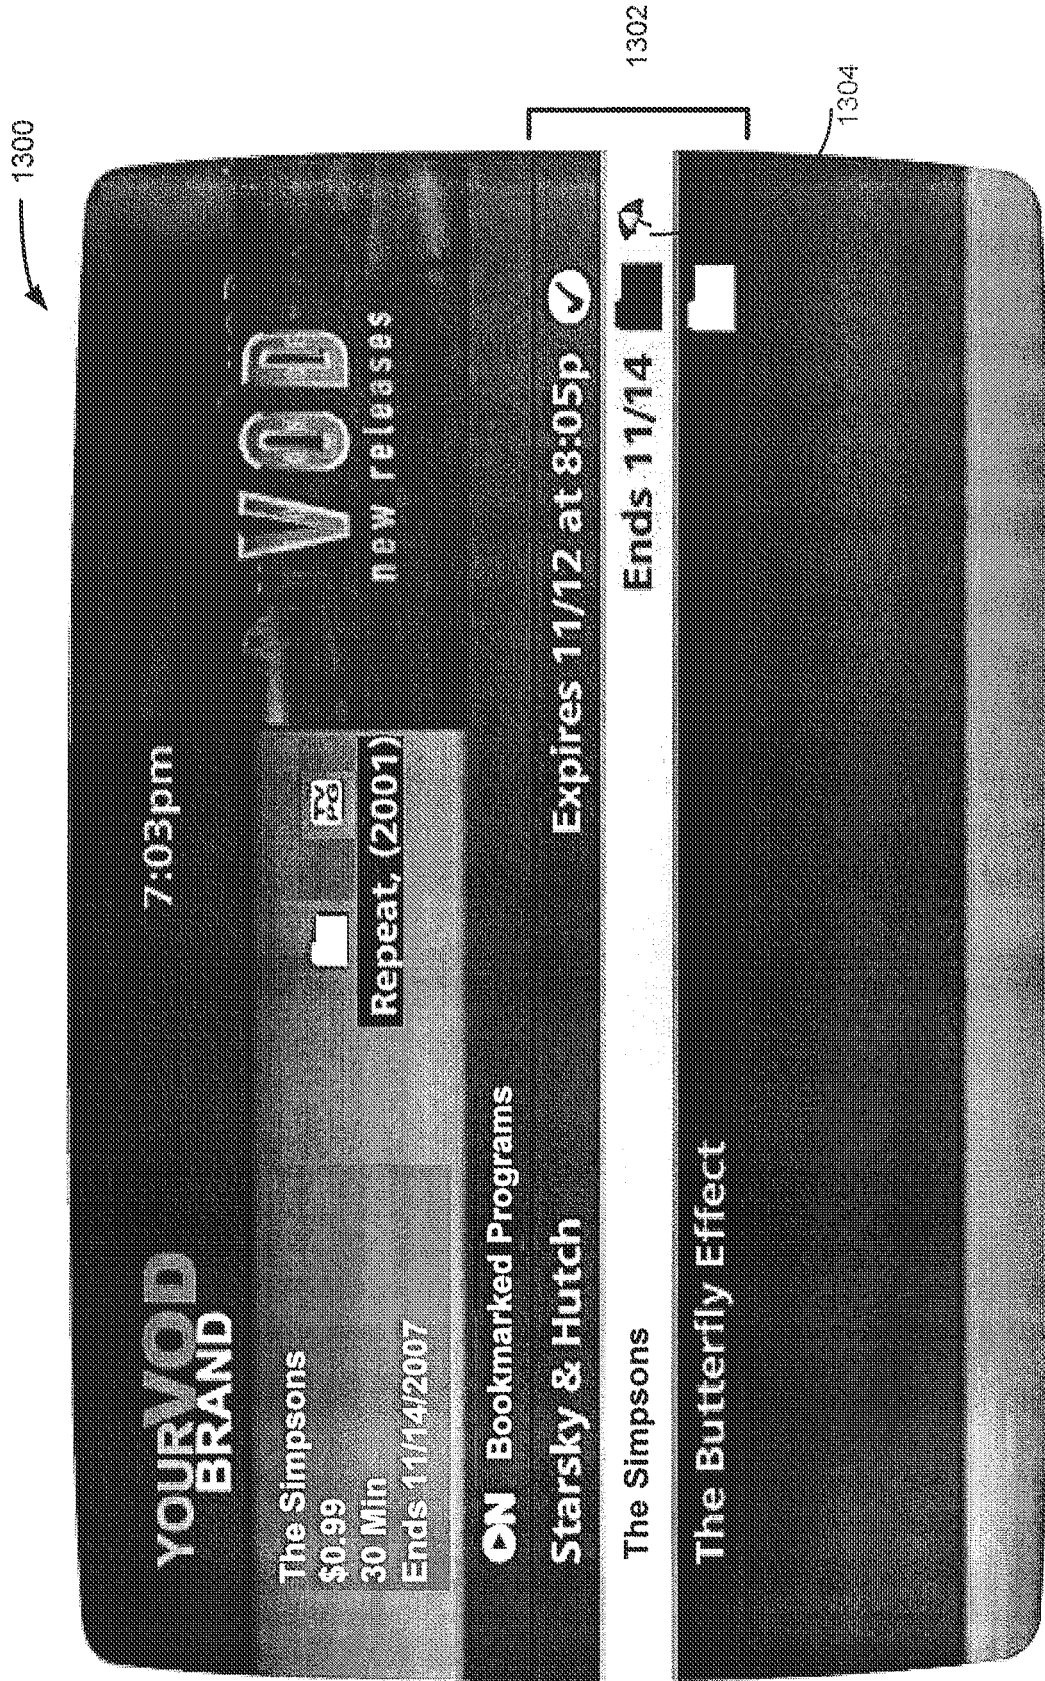 1300
YOURVOD
BRAND
7:03pm
The Simpsons
$0.99
30 Min
Ends 11/14/2007
TV
PG
Repeat, (2001)
VOD
new releases
ON Bookmarked Programs
Starsky & Hutch Expires 11/12 at 8:05p
The Simpsons Ends 11/14
The Butterfly Effect
1302
1304